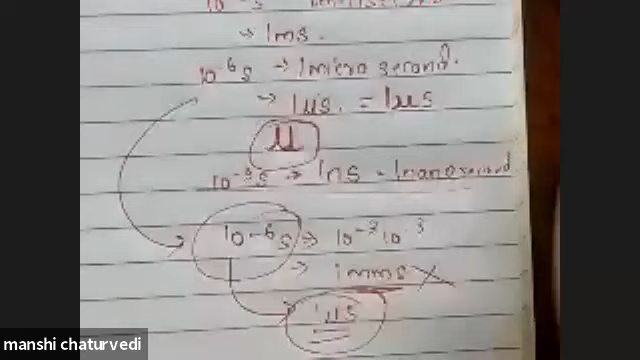 → 1ms.
10⁻⁶s → 1 micro second.
→ 1μs. = 1μs
μ
10⁻⁹s → 1ns = 1nanosecond
10⁻⁶s ⇒ 10⁻³10⁻³
→ 1mms
1μs
manshi chaturvedi